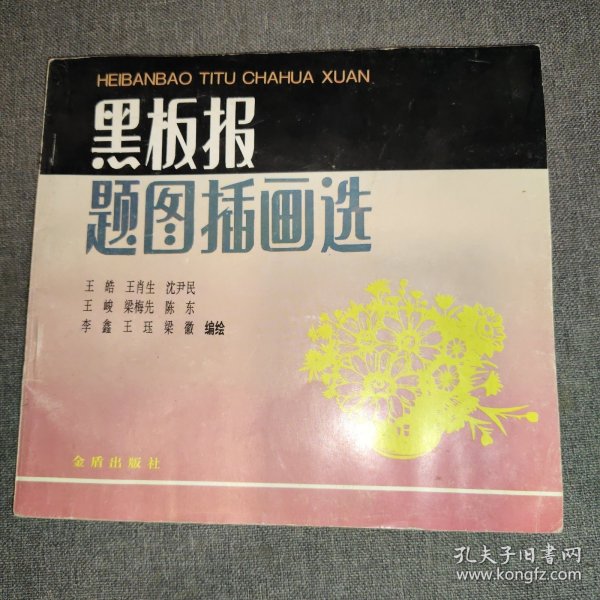 HEIBANBAO TITU CHAHUA XUAN
黑板报
题图插画选
王 皓 王肖生 沈尹民
王 峻 梁梅先 陈 东
李 鑫 王 珏 梁 徽 编绘
金盾出版社
孔夫子旧书网
www.kongfz.com